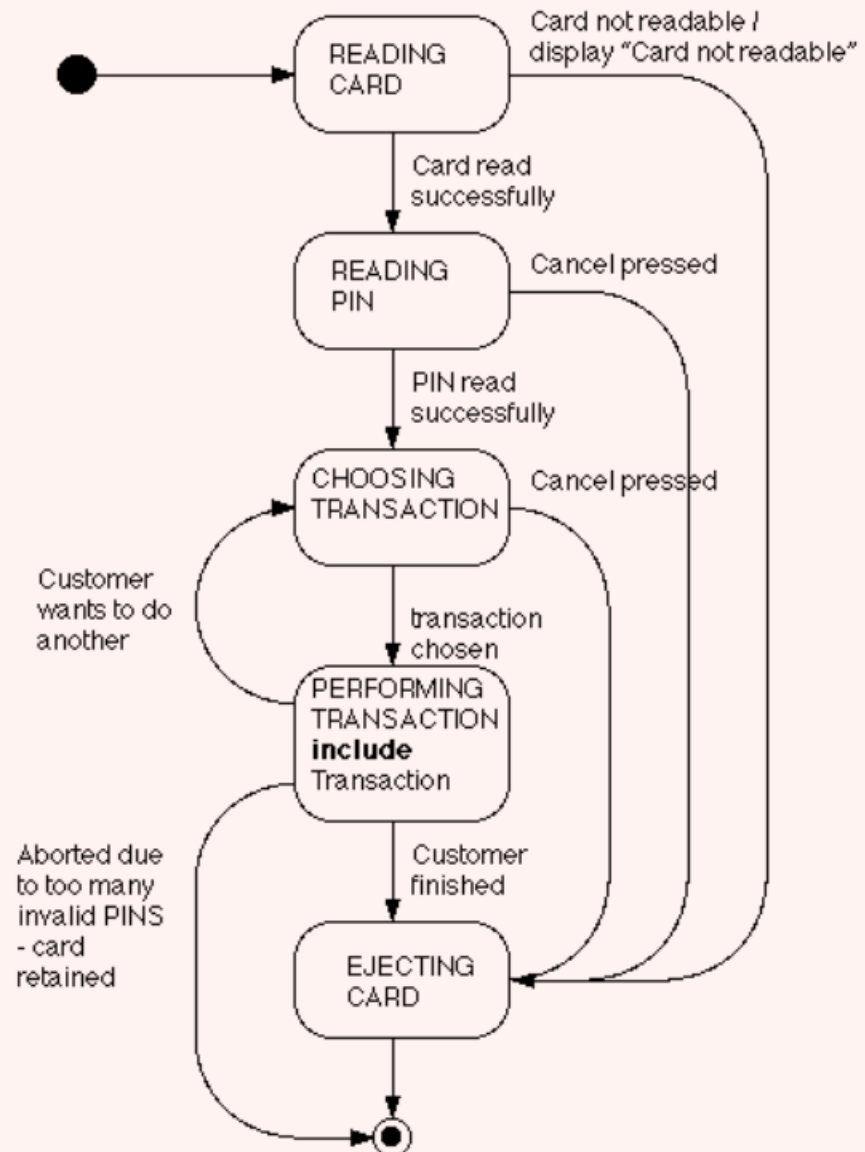 READING
CARD
Card not readable /
display "Card not readable"
Card read
successfully
READING
PIN
Cancel pressed
PIN read
successfully
CHOOSING
TRANSACTION
Cancel pressed
Customer
wants to do
another
transaction
chosen
PERFORMING
TRANSACTION
include
Transaction
Aborted due
to too many
invalid PINS
- card
retained
Customer
finished
EJECTING
CARD